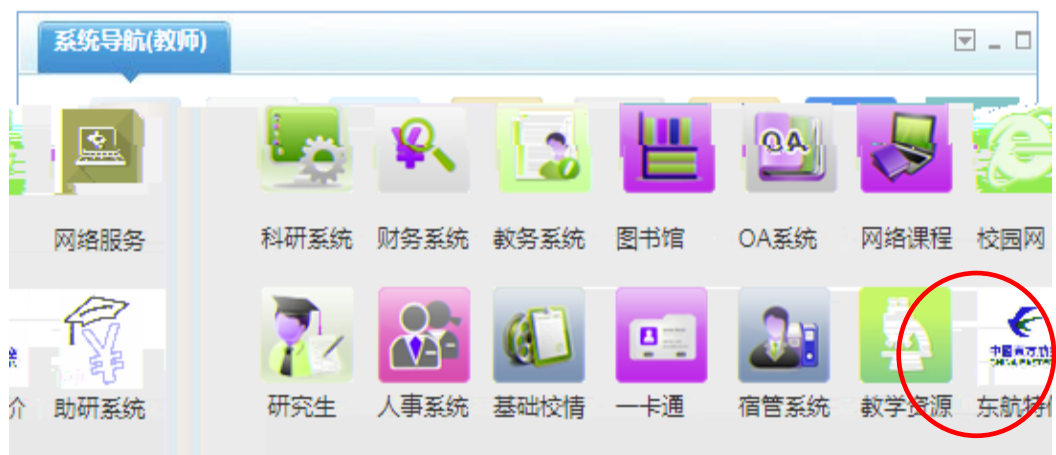 系统导航(教师)
OA
网络服务 科研系统 财务系统 教务系统 图书馆 OA系统 网络课程 校园网
助研系统 研究生 人事系统 基础校情 一卡通 宿管系统 教学资源 东航特